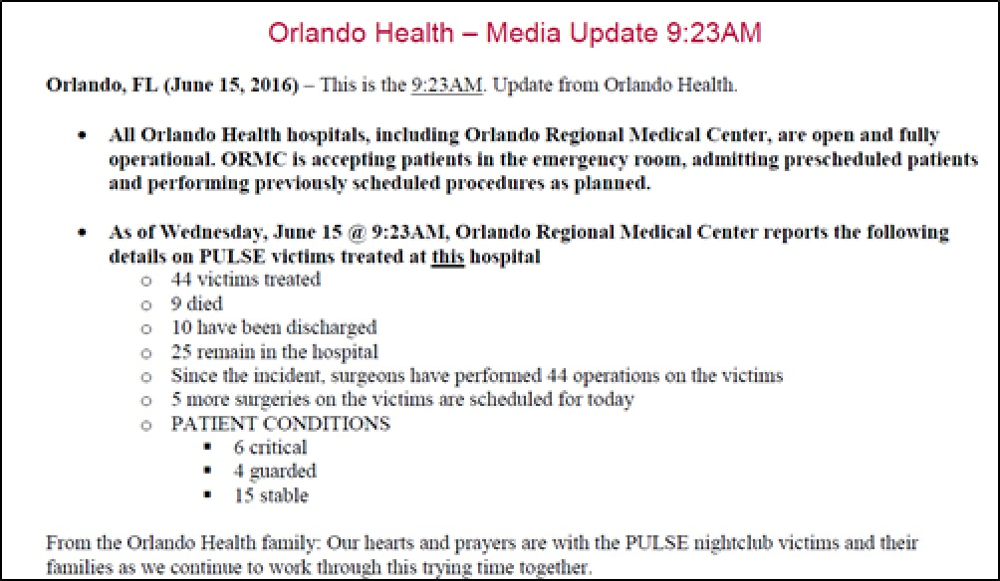 Orlando Health – Media Update 9:23AM
Orlando, FL (June 15, 2016) – This is the 9:23AM. Update from Orlando Health.
• All Orlando Health hospitals, including Orlando Regional Medical Center, are open and fully
operational. ORMC is accepting patients in the emergency room, admitting prescheduled patients
and performing previously scheduled procedures as planned.
• As of Wednesday, June 15 @ 9:23AM, Orlando Regional Medical Center reports the following
details on PULSE victims treated at this hospital
o 44 victims treated
o 9 died
o 10 have been discharged
o 25 remain in the hospital
o Since the incident, surgeons have performed 44 operations on the victims
o 5 more surgeries on the victims are scheduled for today
o PATIENT CONDITIONS
▪ 6 critical
▪ 4 guarded
▪ 15 stable
From the Orlando Health family: Our hearts and prayers are with the PULSE nightclub victims and their
families as we continue to work through this trying time together.